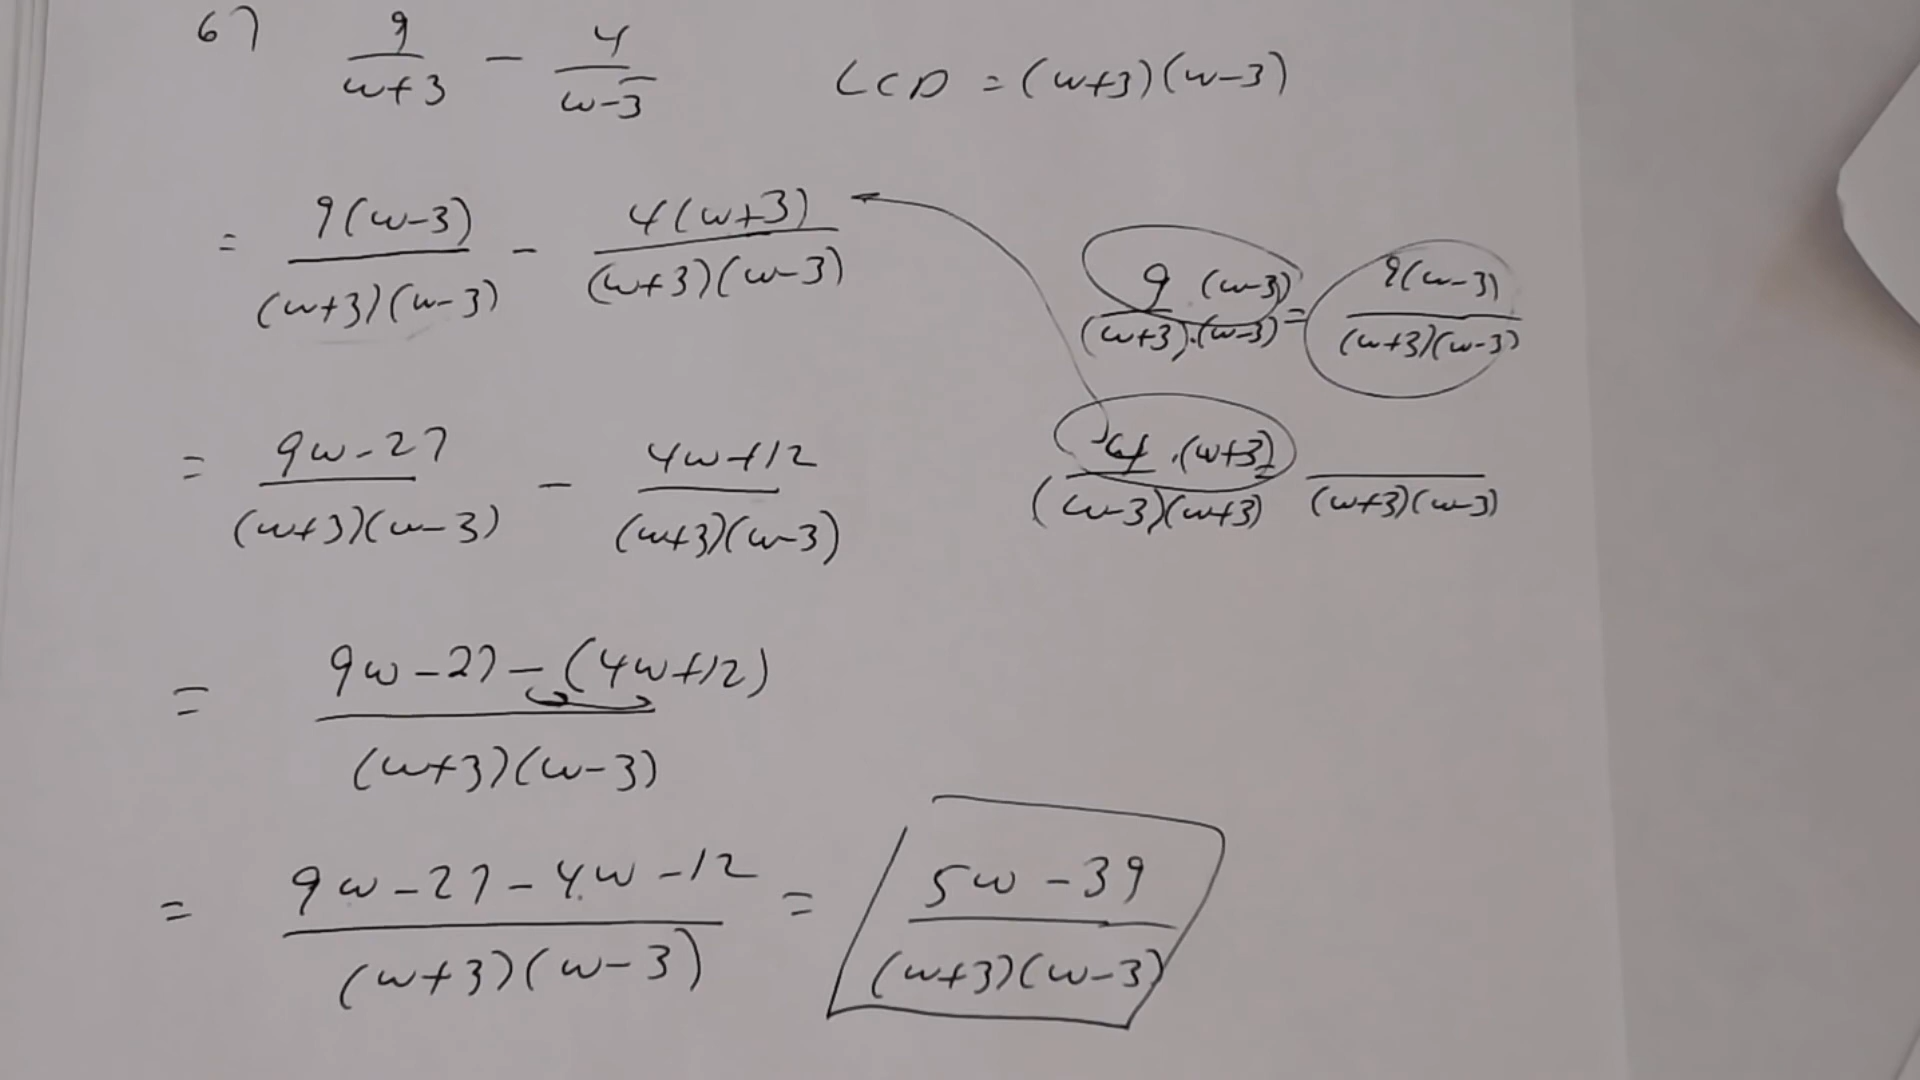 67 9/(w+3) - 4/(w-3) LCD = (w+3)(w-3)
= 9(w-3)/(w+3)(w-3) - 4(w+3)/(w+3)(w-3)
9 (w-3)/(w+3)·(w-3) = 9(w-3)/(w+3)(w-3)
= 9w-27/(w+3)(w-3) - 4w+12/(w+3)(w-3)
4 ·(w+3)/(w-3)(w+3) = /(w+3)(w-3)
= 9w-27-(4w+12)/(w+3)(w-3)
= 9w-27-4w-12/(w+3)(w-3) = 5w-39/(w+3)(w-3)